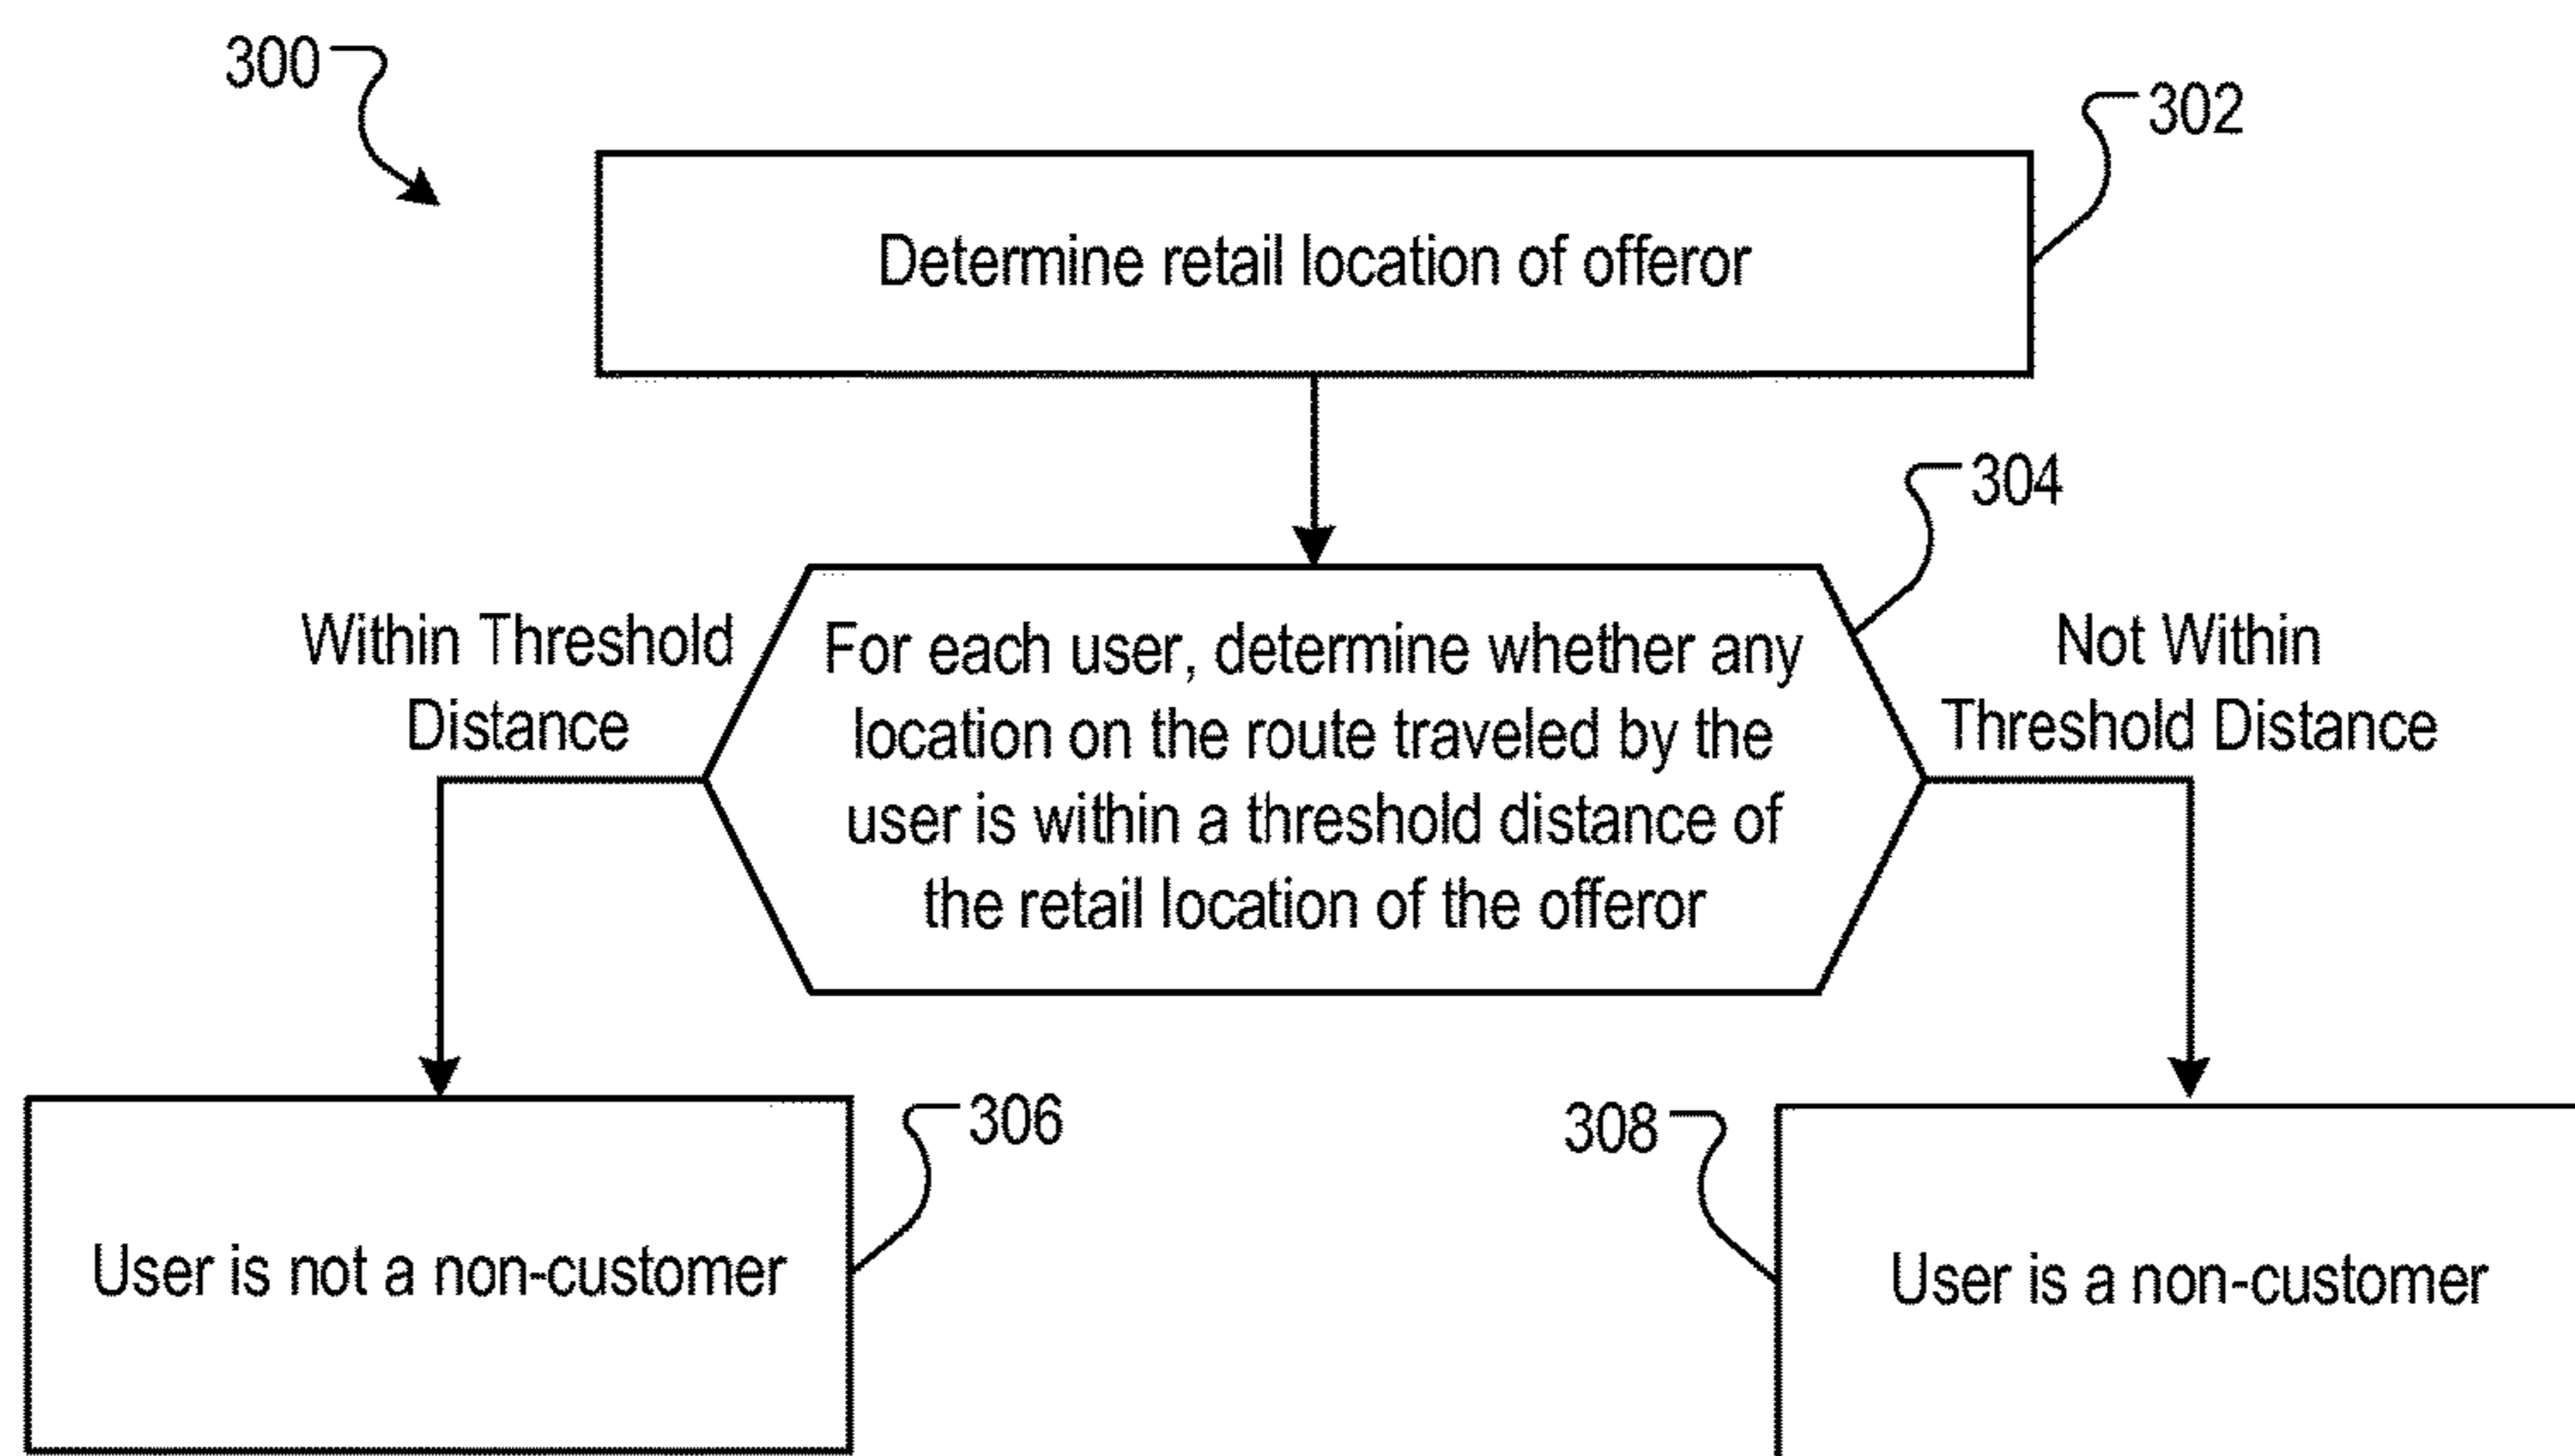 300
302
Determine retail location of offeror
304
Within Threshold
Distance
For each user, determine whether any
location on the route traveled by the
user is within a threshold distance of
the retail location of the offeror
Not Within
Threshold Distance
306
User is not a non-customer
308
User is a non-customer